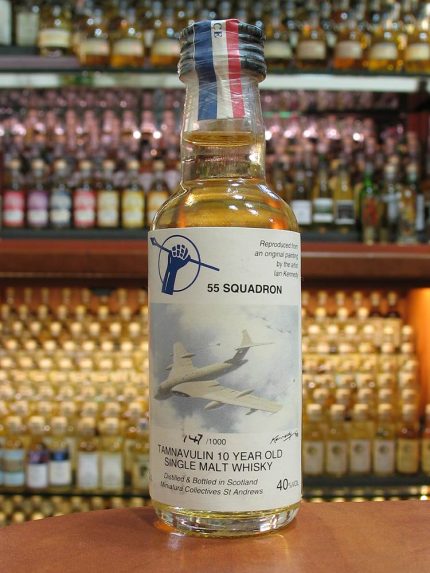 Reproduced from
an original painting
by the artist
Ian Kennedy
55 SQUADRON
/1000
TAMNAVULIN 10 YEAR OLD
SINGLE MALT WHISKY
Distilled & Bottled in Scotland
Miniature Collectives St Andrews
40%VOL